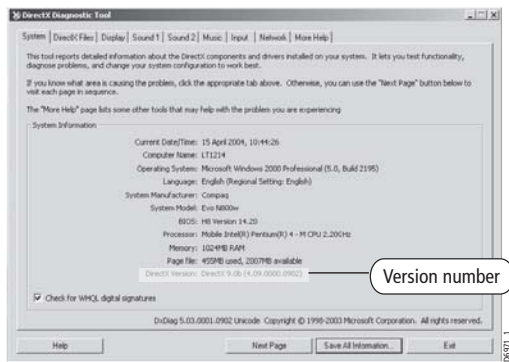 DirectX Diagnostic Tool
System DirectX Files Display Sound 1 Sound 2 Music Input Network More Help
This tool reports detailed information about the DirectX components and drivers installed on your system. It lets you test functionality,
diagnose problems, and change your system configuration to work best.
If you know what area is causing the problem, click the appropriate tab above. Otherwise, you can use the "Next Page" button below to
visit each page in sequence.
The "More Help" page lists some other tools that may help with the problem you are experiencing
System Information
Current Date/Time: 15 April 2004, 10:44:26
Computer Name: LT1214
Operating System: Microsoft Windows 2000 Professional (5.0, Build 2195)
Language: English (Regional Setting: English)
System Manufacturer: Compaq
System Model: Evo N800w
BIOS: H8 Version 14.20
Processor: Mobile Intel(R) Pentium(R) 4 - M CPU 2.20GHz
Memory: 1024MB RAM
Page file: 455MB used, 2007MB available
DirectX Version: DirectX 9.0b (4.09.0000.0902)
Version number
Check for WHQL digital signatures
DxDiag 5.03.0001.0902 Unicode Copyright © 1998-2003 Microsoft Corporation. All rights reserved.
Help Next Page Save All Information... Exit
D6971_1